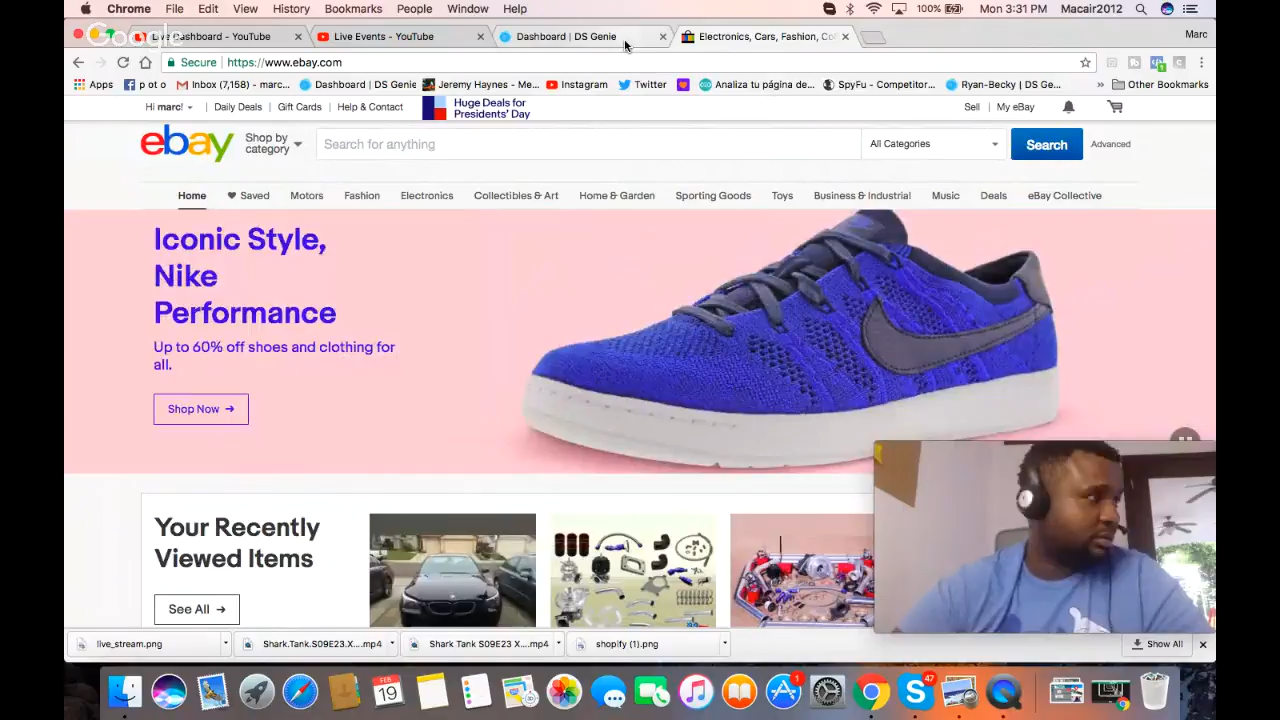 Chrome File Edit View History Bookmarks People Window Help 100% Mon 3:31 PM Macair2012
Google
Live Dashboard - YouTube Live Events - YouTube Dashboard | DS Genie Electronics, Cars, Fashion, Co Marc
Secure https://www.ebay.com
Apps p ot o Inbox (7,158) - marc... Dashboard | DS Genie Jeremy Haynes - Me... Instagram Twitter Analiza tu página de... SpyFu - Competitor... Ryan-Becky | DS Ge... » Other Bookmarks
Hi marc! Daily Deals Gift Cards Help & Contact Huge Deals for Presidents' Day Sell My eBay
ebay Shop by category Search for anything All Categories Search Advanced
Home Saved Motors Fashion Electronics Collectibles & Art Home & Garden Sporting Goods Toys Business & Industrial Music Deals eBay Collective
Iconic Style,
Nike
Performance
Up to 60% off shoes and clothing for
all.
Shop Now →
Your Recently
Viewed Items
See All →
live_stream.png Shark.Tank.S09E23.X....mp4 Shark Tank S09E23 X....mp4 shopify (1).png Show All
FEB
19
1
47